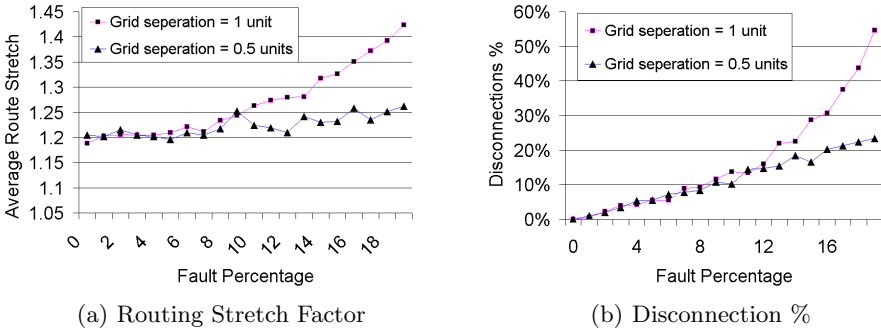 1.45
1.4
1.35
1.3
1.25
1.2
1.15
1.1
1.05
Average Route Stretch
Grid seperation = 1 unit
Grid seperation = 0.5 units
0 2 4 6 8 10 12 14 16 18
Fault Percentage
(a) Routing Stretch Factor
60%
50%
40%
30%
20%
10%
0%
Disconnections %
Grid seperation = 1 unit
Grid seperation = 0.5 units
0 4 8 12 16
Fault Percentage
(b) Disconnection %